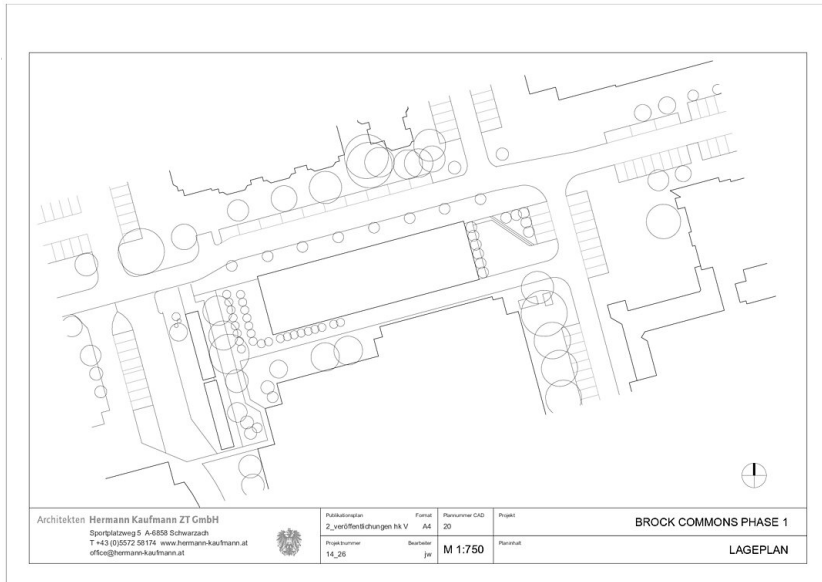 Architekten Hermann Kaufmann ZT GmbH
Sportplatzweg 5 A-6858 Schwarzach
T +43 (0)5572 58174 www.hermann-kaufmann.at
office@hermann-kaufmann.at
Publikationsplan Format
2_veröffentlichungen hk V A4
Projektnummer Bearbeiter
14_26 jw
Plannummer CAD
20
M 1:750
Projekt
BROCK COMMONS PHASE 1
Planinhalt
LAGEPLAN